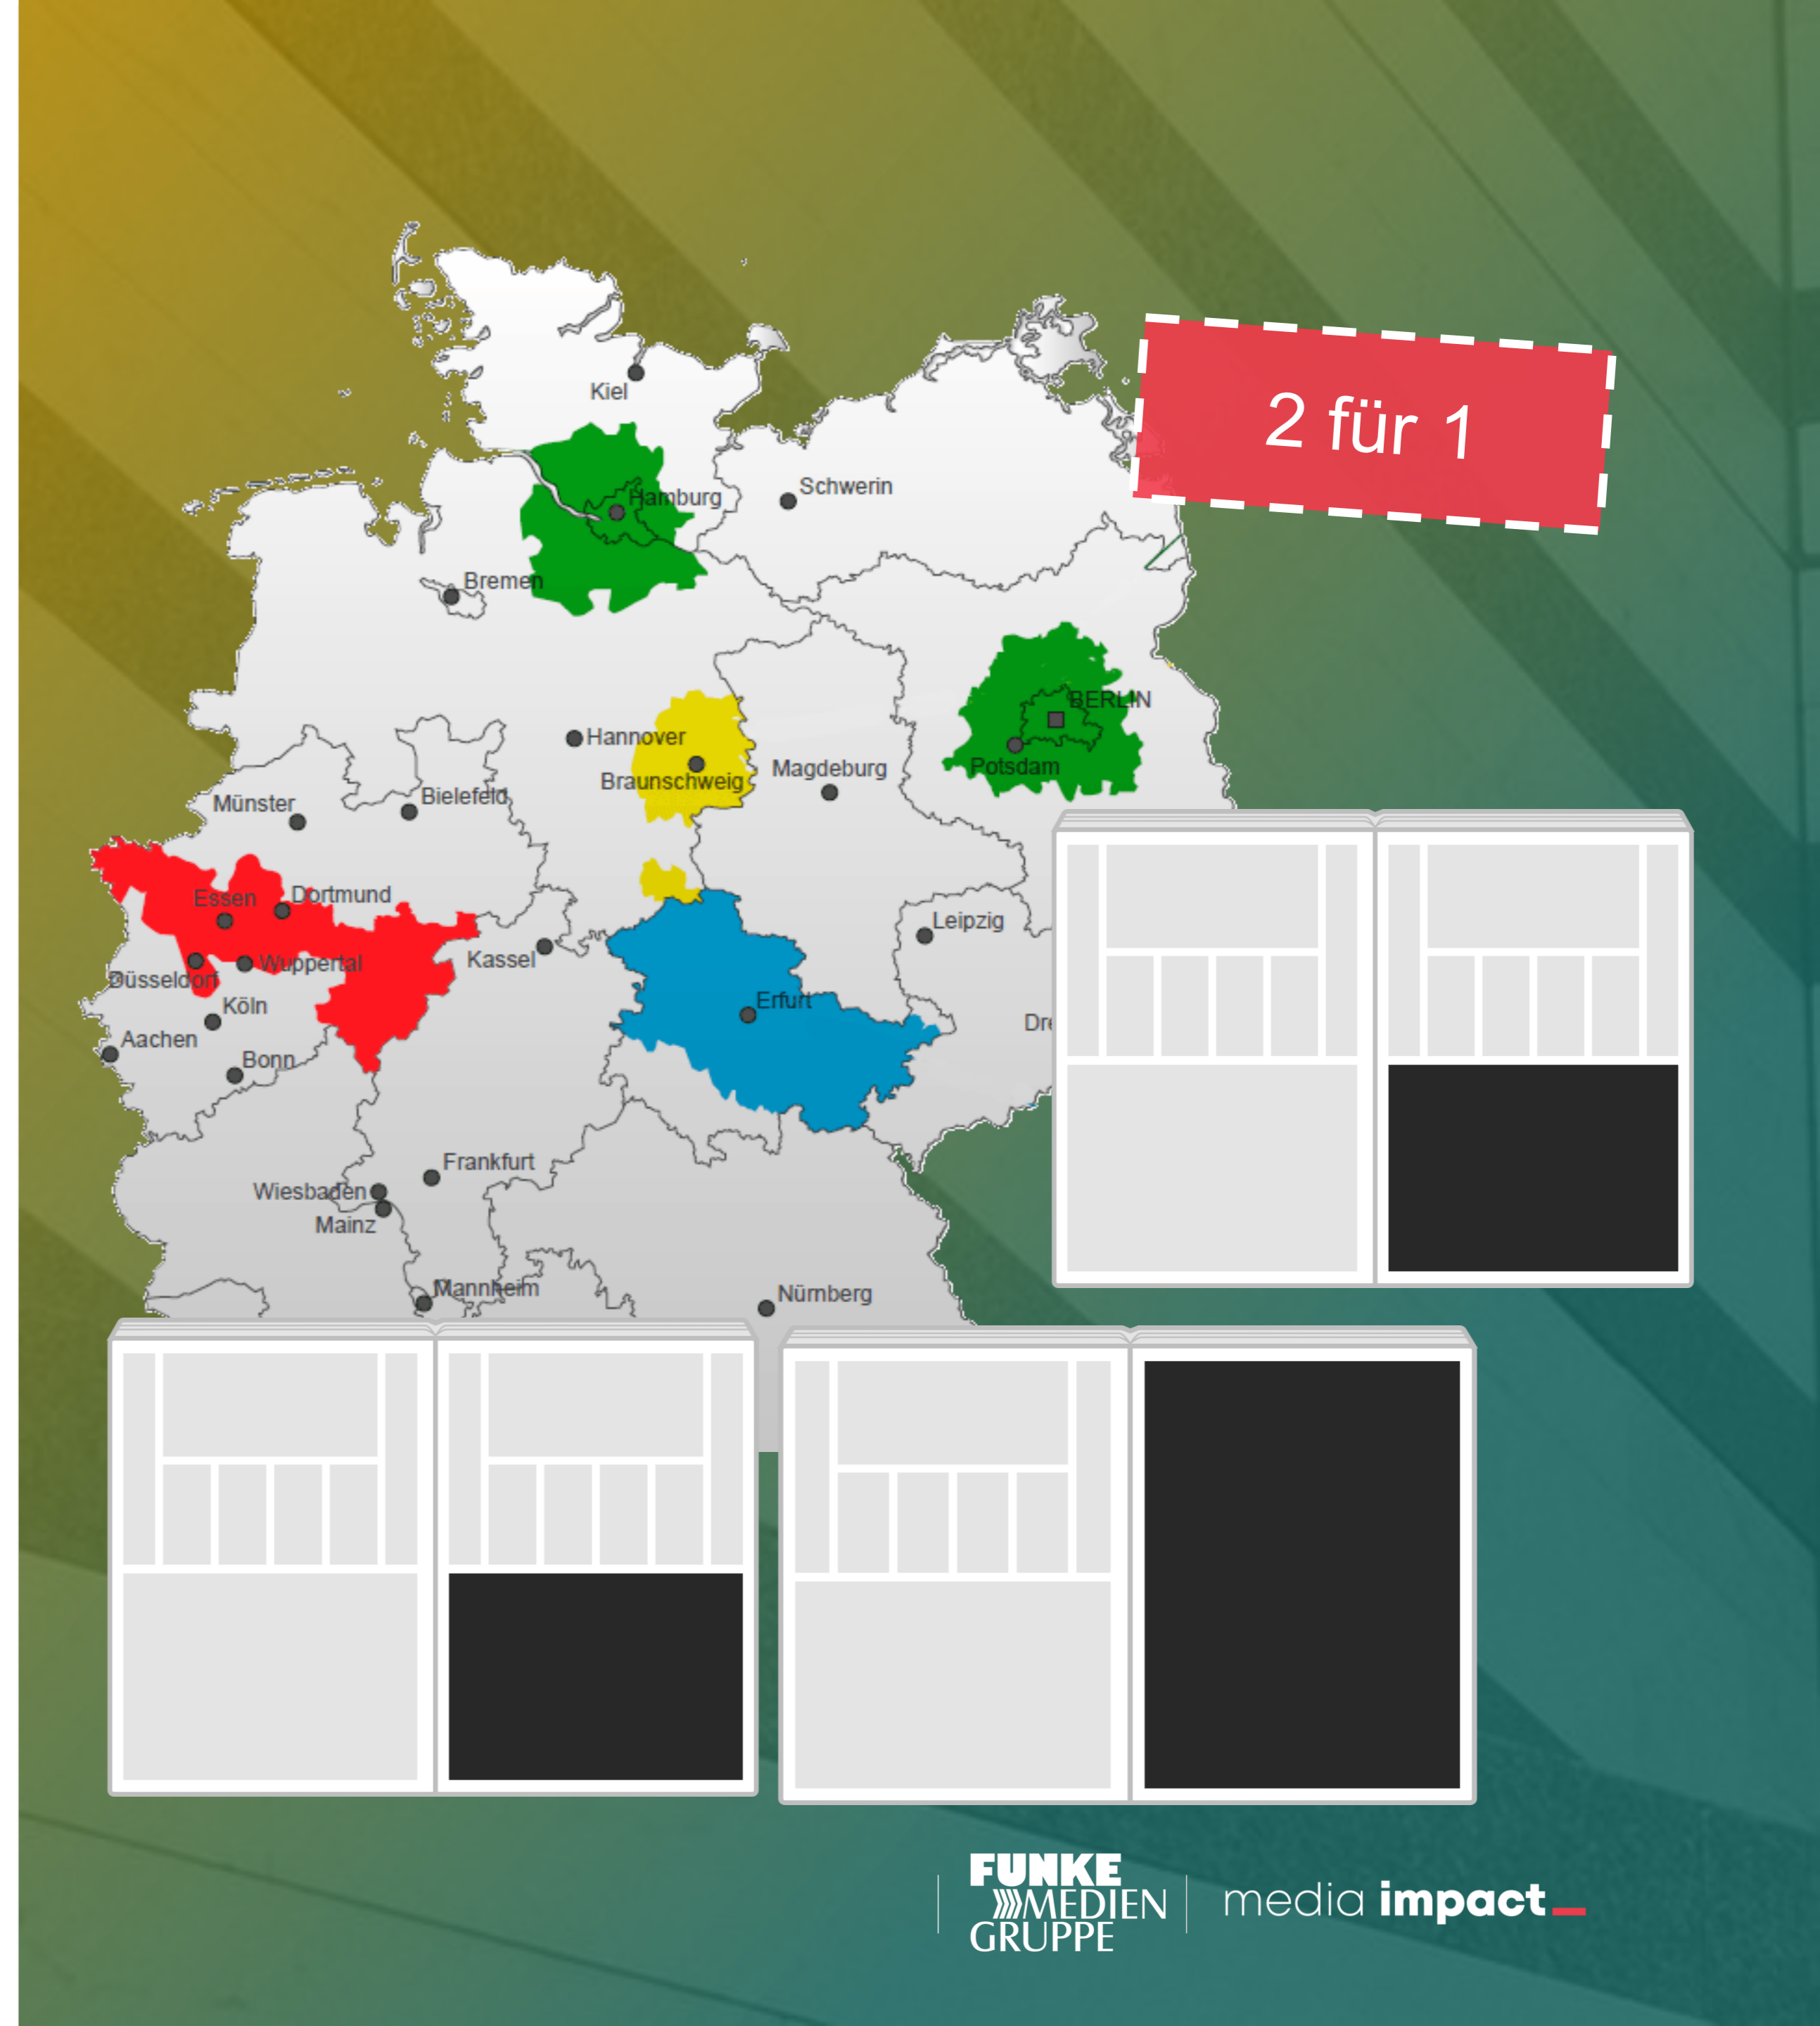 Kiel
2 für 1
Hamburg
Schwerin
Bremen
BERLIN
Hannover
Potsdam
Braunschweig
Magdeburg
Münster
Bielefeld
Essen
Dortmund
Leipzig
Kassel
Wuppertal
Düsseldorf
Köln
Erfurt
Dre
Aachen
Bonn
Frankfurt
Wiesbaden
Mainz
Mannheim
Nürnberg
FUNKE
MEDIEN
GRUPPE
media impact